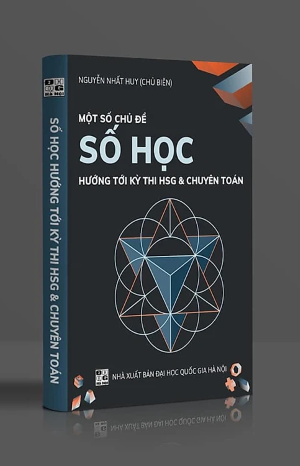 NGUYỄN NHẤT HUY (CHỦ BIÊN)
MỘT SỐ CHỦ ĐỀ
SỐ HỌC
HƯỚNG TỚI KỲ THI HSG & CHUYÊN TOÁN
NHÀ XUẤT BẢN ĐẠI HỌC QUỐC GIA HÀ NỘI
SỐ HỌC HƯỚNG TỚI KỲ THI HSG & CHUYÊN TOÁN